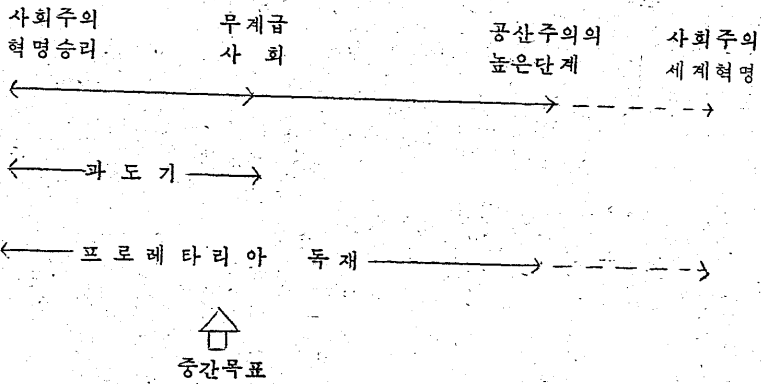 사회주의
혁명승리
무계급
사 회
공산주의의
높은단계
사회주의
세계혁명
과 도 기
프 로 레 타 리 아 독 재
중간목표